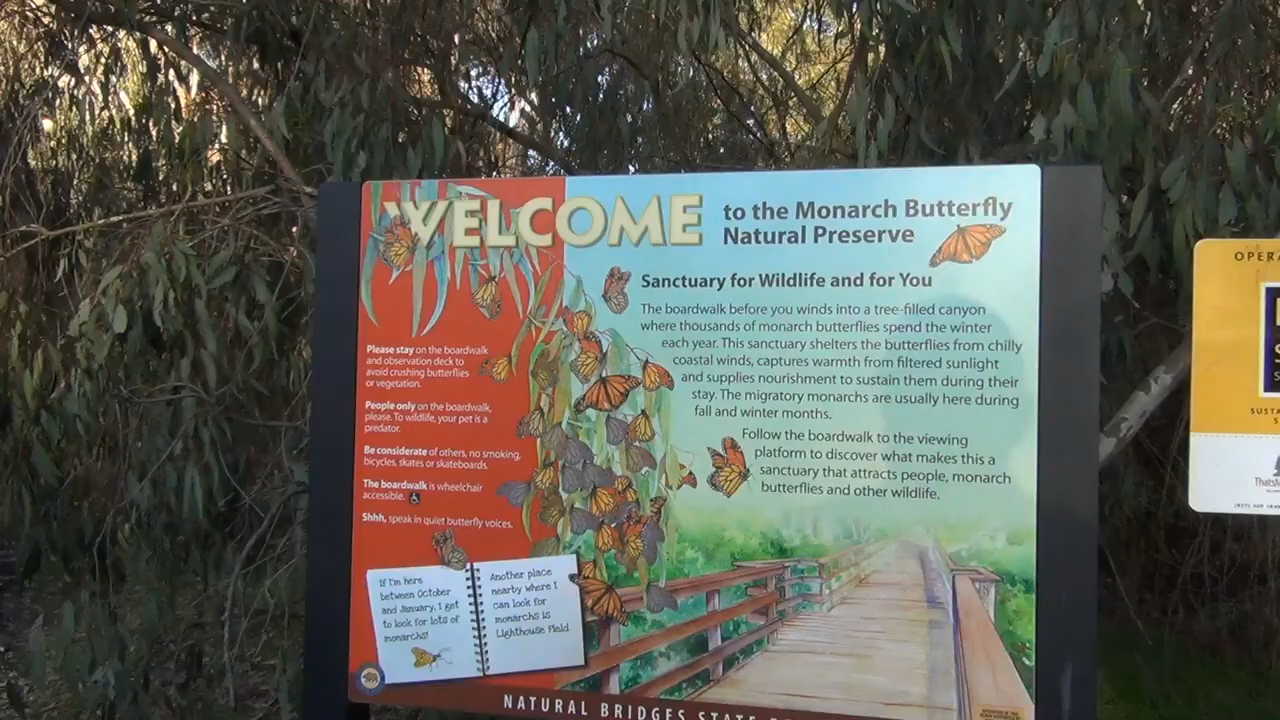 WELCOME to the Monarch Butterfly
Natural Preserve
Sanctuary for Wildlife and for You
The boardwalk before you winds into a tree-filled canyon
where thousands of monarch butterflies spend the winter
each year. This sanctuary shelters the butterflies from chilly
coastal winds, captures warmth from filtered sunlight
and supplies nourishment to sustain them during their
stay. The migratory monarchs are usually here during
fall and winter months.
Follow the boardwalk to the viewing
platform to discover what makes this a
sanctuary that attracts people, monarch
butterflies and other wildlife.
Please stay on the boardwalk
and observation deck to
avoid crushing butterflies
or vegetation.
People only on the boardwalk,
please. To wildlife, your pet is a
predator.
Be considerate of others, no smoking,
bicycles, skates or skateboards.
The boardwalk is wheelchair
accessible.
Shhh, speak in quiet butterfly voices.
If I'm here
between October
and January, I get
to look for lots of
monarchs!
Another place
nearby where I
can look for
monarchs is
Lighthouse Field.
NATURAL BRIDGES STATE
OPERA
SUSTA
ThatsN